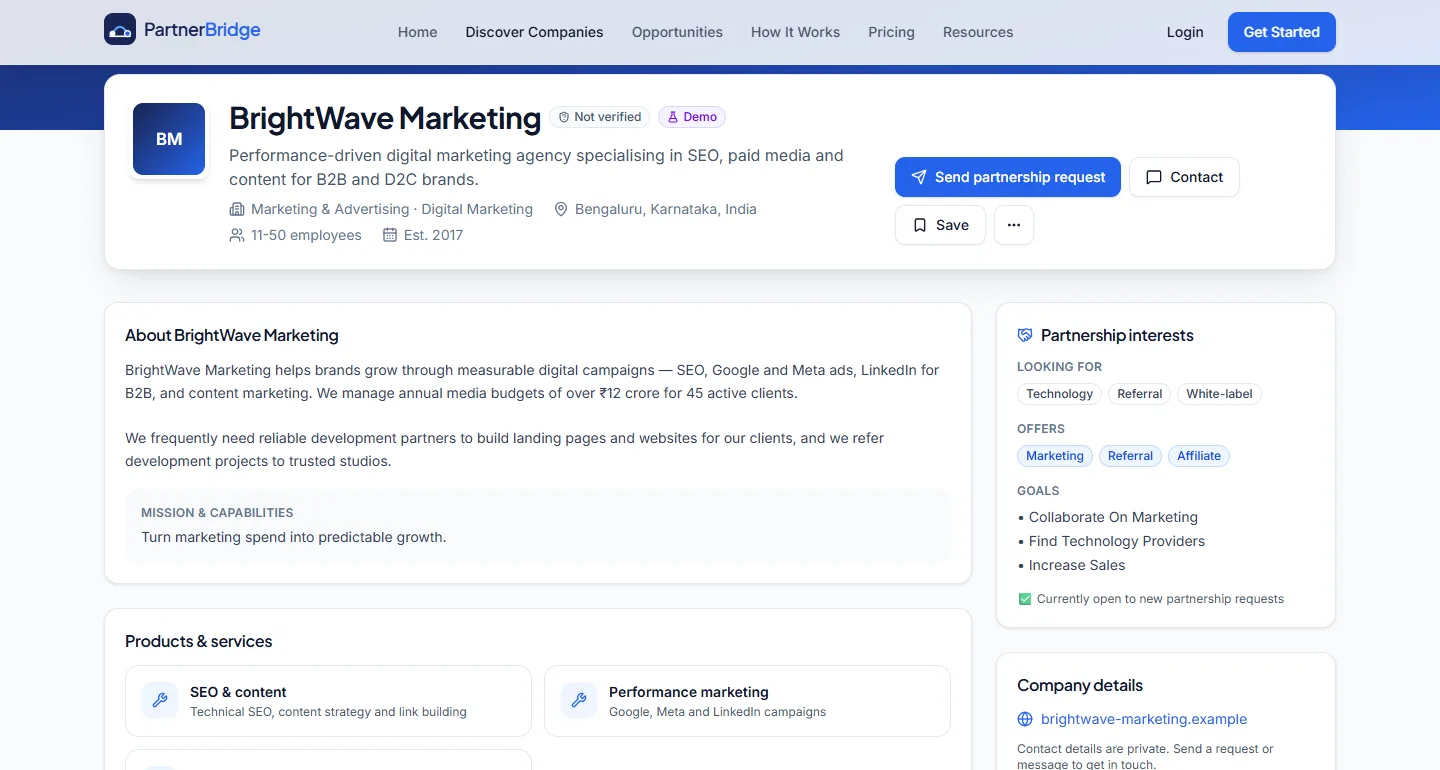 PartnerBridge
Home
Discover Companies
Opportunities
How It Works
Pricing
Resources
Login
Get Started
BM
BrightWave Marketing
Not verified
Demo
Performance-driven digital marketing agency specialising in SEO, paid media and
content for B2B and D2C brands.
Marketing & Advertising · Digital Marketing
Bengaluru, Karnataka, India
11-50 employees
Est. 2017
Send partnership request
Contact
Save
About BrightWave Marketing
BrightWave Marketing helps brands grow through measurable digital campaigns — SEO, Google and Meta ads, LinkedIn for
B2B, and content marketing. We manage annual media budgets of over ₹12 crore for 45 active clients.
We frequently need reliable development partners to build landing pages and websites for our clients, and we refer
development projects to trusted studios.
MISSION & CAPABILITIES
Turn marketing spend into predictable growth.
Products & services
SEO & content
Technical SEO, content strategy and link building
Performance marketing
Google, Meta and LinkedIn campaigns
Partnership interests
LOOKING FOR
Technology
Referral
White-label
OFFERS
Marketing
Referral
Affiliate
GOALS
• Collaborate On Marketing
• Find Technology Providers
• Increase Sales
✅ Currently open to new partnership requests
Company details
brightwave-marketing.example
Contact details are private. Send a request or
message to get in touch.